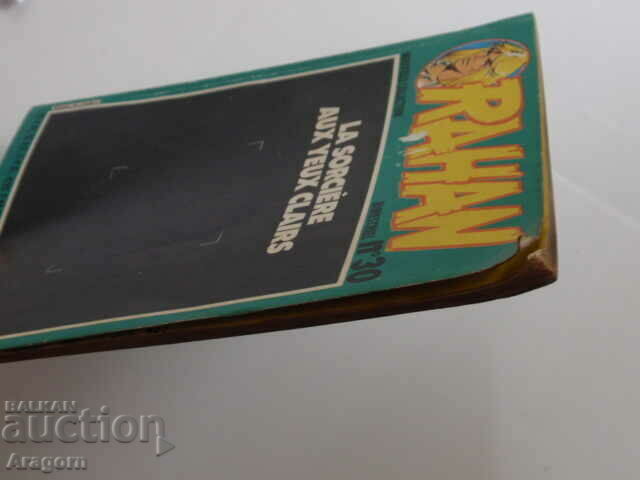 RAHAN
N°30
LA SORCIÈRE
AUX YEUX CLAIRS
BALKAN
auction
Aragorn